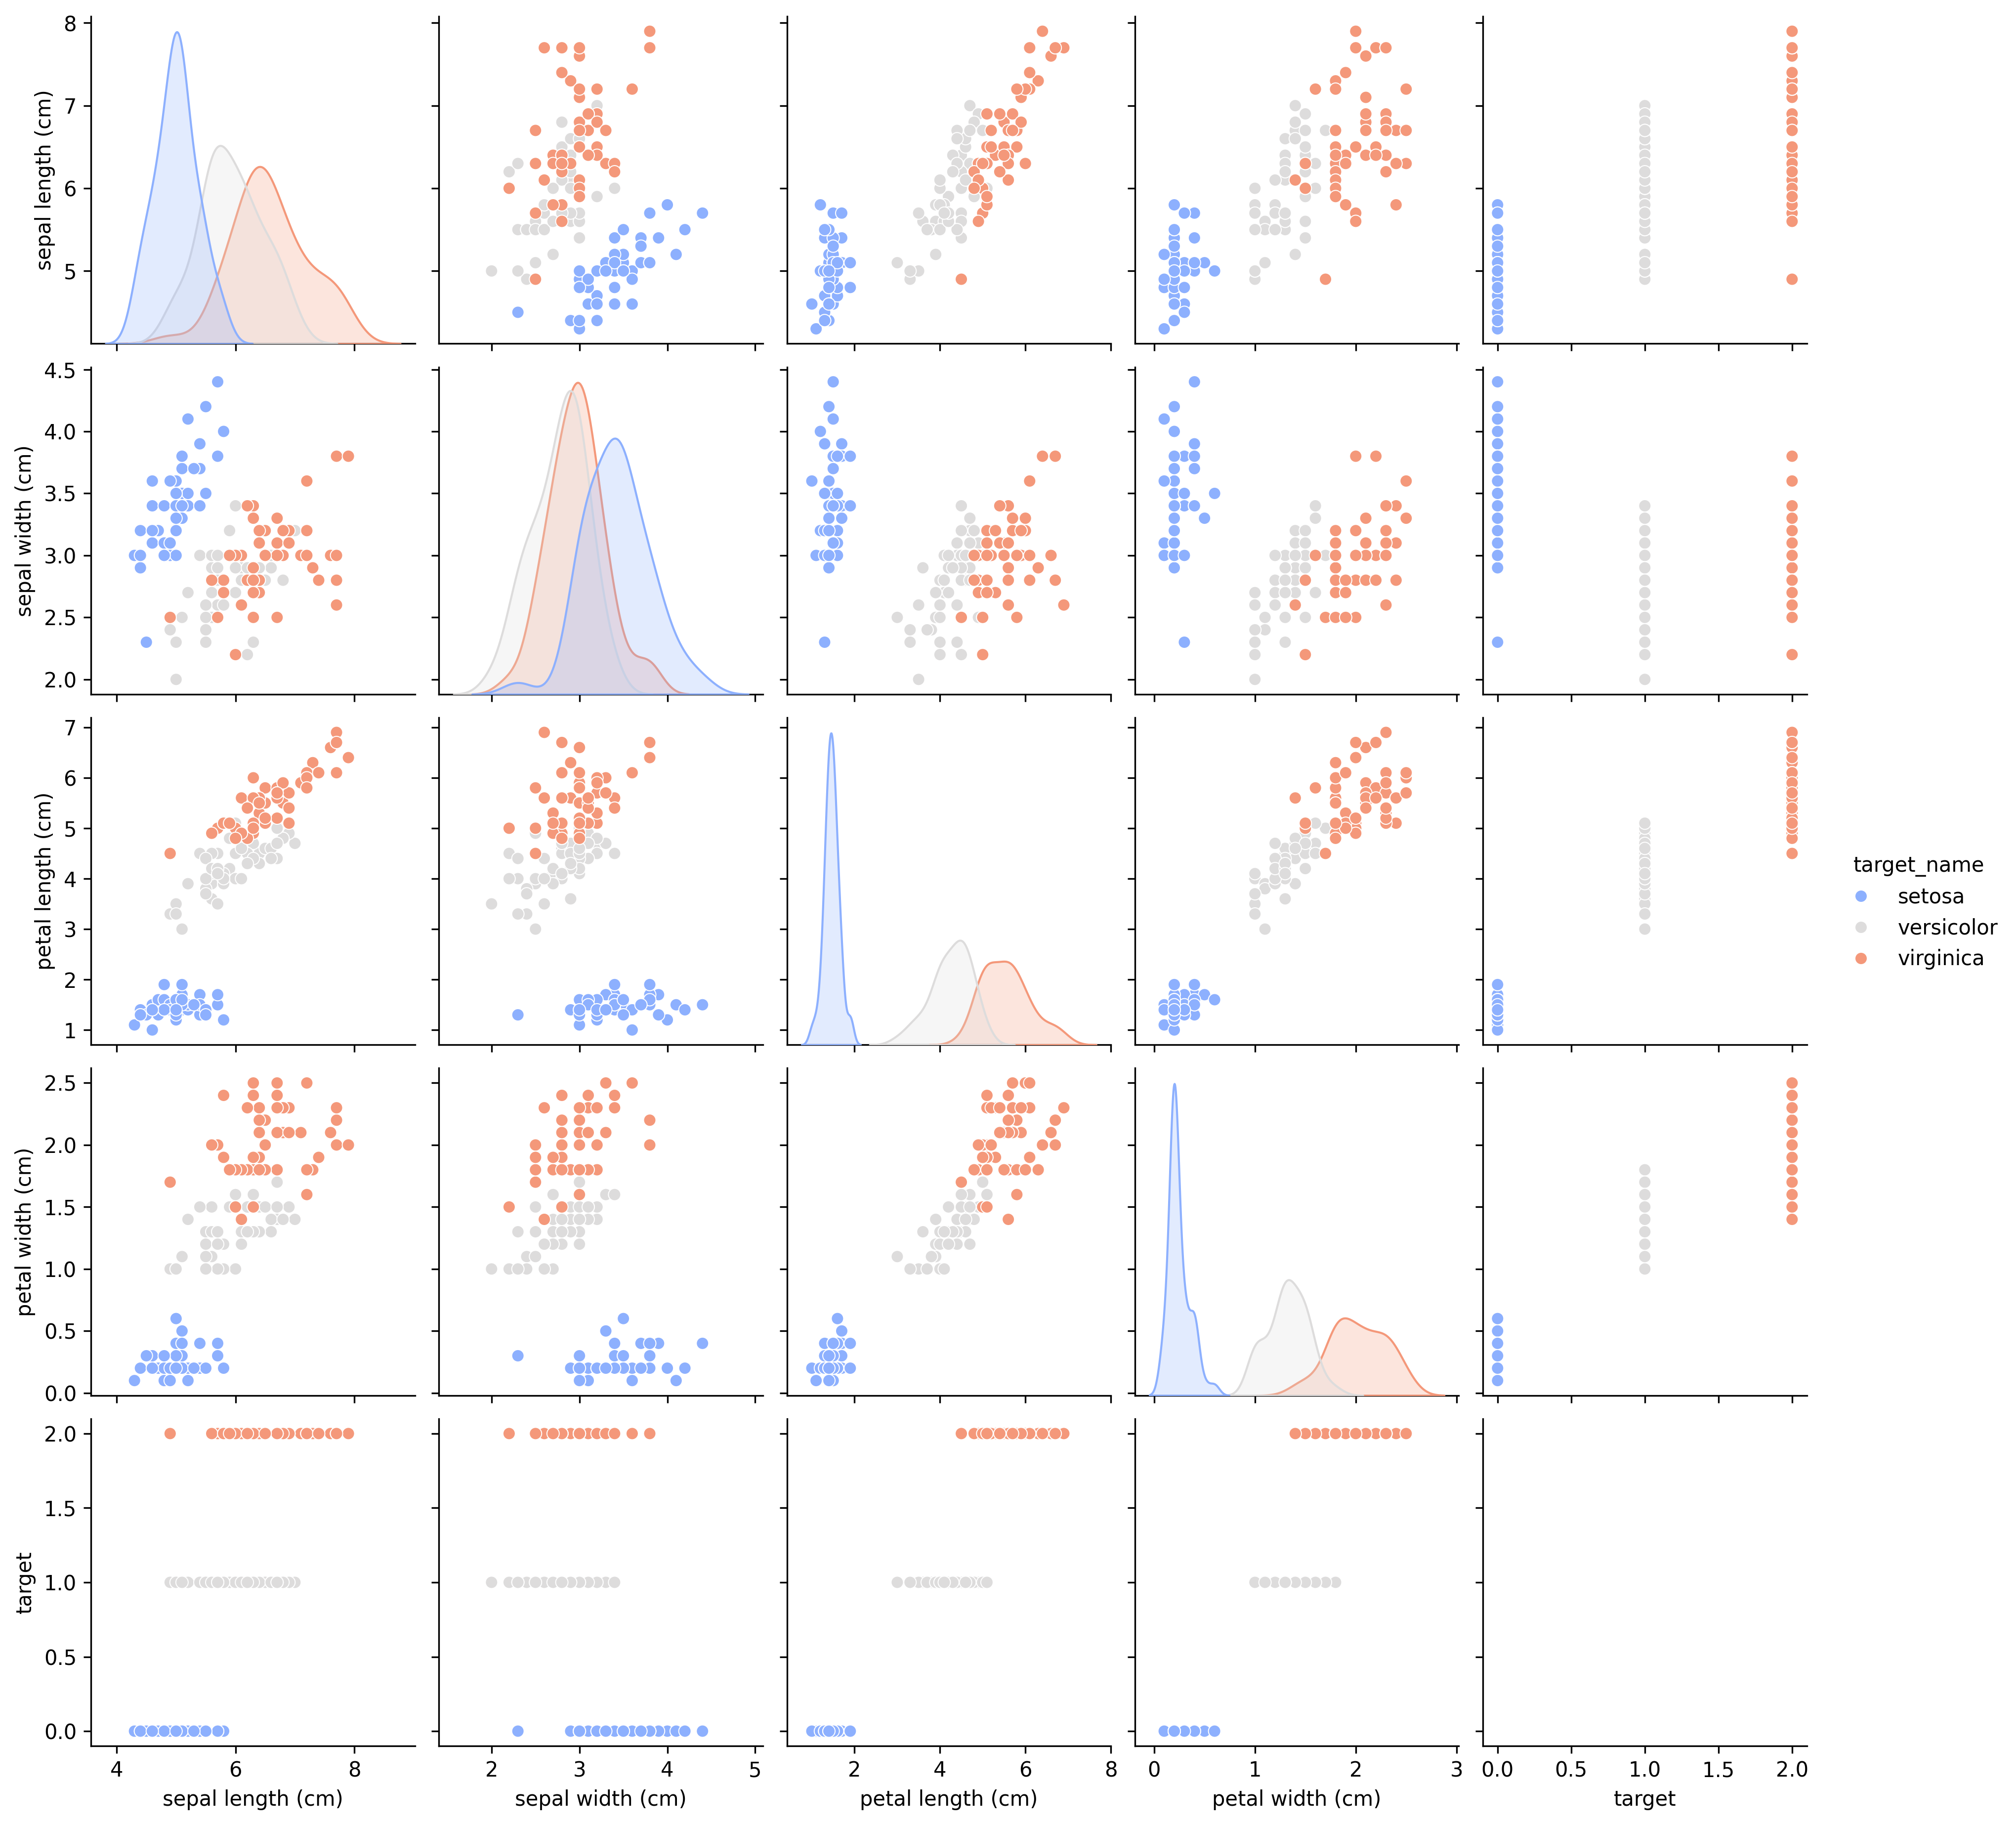 8
7
6
5
sepal length (cm)
4.5
4.0
3.5
3.0
2.5
2.0
sepal width (cm)
7
6
5
4
3
2
1
petal length (cm)
target_name
setosa
versicolor
virginica
2.5
2.0
1.5
1.0
0.5
0.0
petal width (cm)
2.0
1.5
1.0
0.5
0.0
target
4 6 8
sepal length (cm)
2 3 4 5
sepal width (cm)
2 4 6 8
petal length (cm)
0 1 2 3
petal width (cm)
0.0 0.5 1.0 1.5 2.0
target